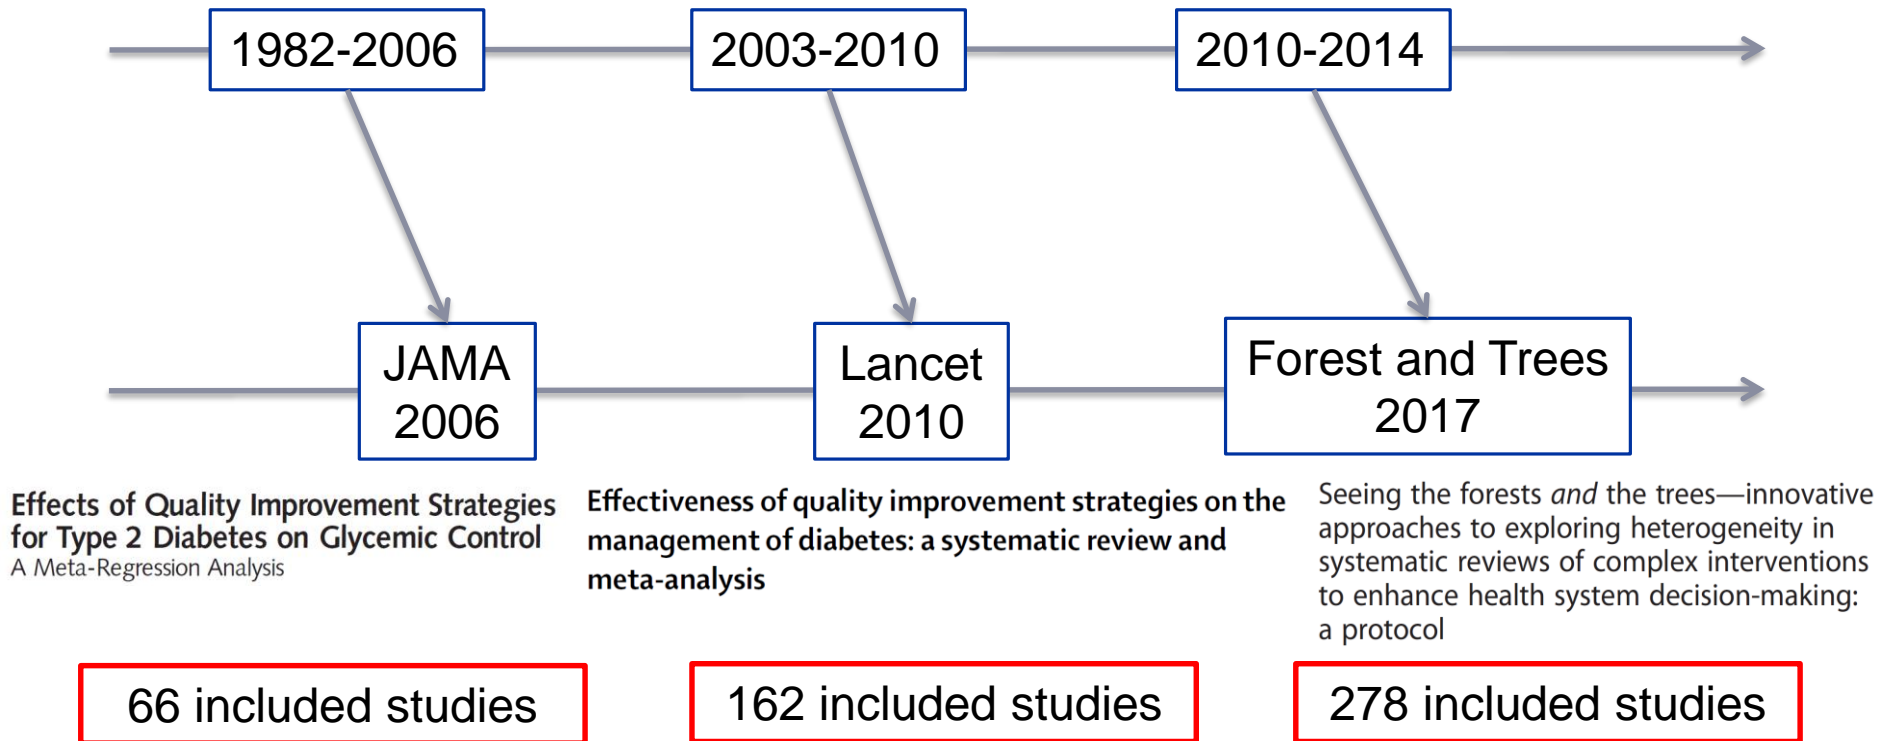 1982-2006
2003-2010
2010-2014
JAMA
2006
Lancet
2010
Forest and Trees
2017
Effects of Quality Improvement Strategies
for Type 2 Diabetes on Glycemic Control
A Meta-Regression Analysis
Effectiveness of quality improvement strategies on the
management of diabetes: a systematic review and
meta-analysis
Seeing the forests and the trees—innovative
approaches to exploring heterogeneity in
systematic reviews of complex interventions
to enhance health system decision-making:
a protocol
66 included studies
162 included studies
278 included studies